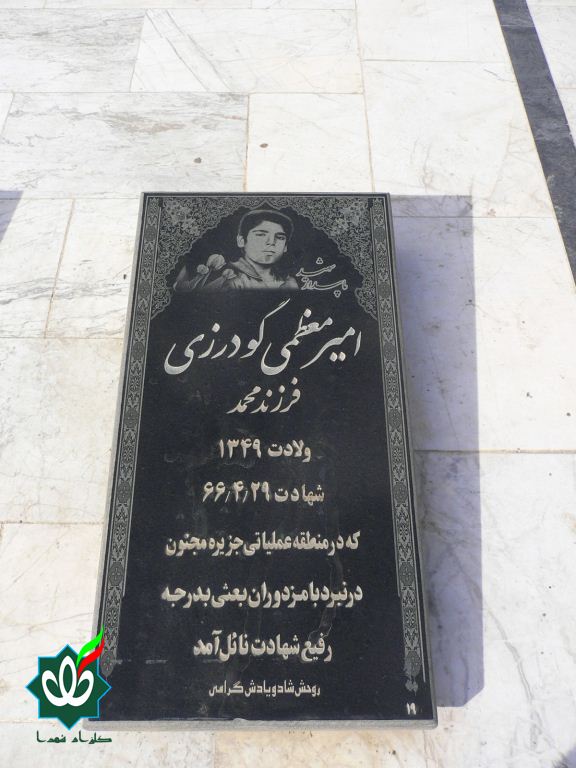 شهید
پاسدار
امیر معظمی گودرزی
فرزند محمد
ولادت ۱۳۴۹
شهادت ۶۶/۴/۲۹
که در منطقه عملیاتی جزیره مجنون
در نبرد با مزدوران بعثی بدرجه
رفیع شهادت نائل آمد
روحش شاد و یادش گرامی
۱۹
گلزار شهدا